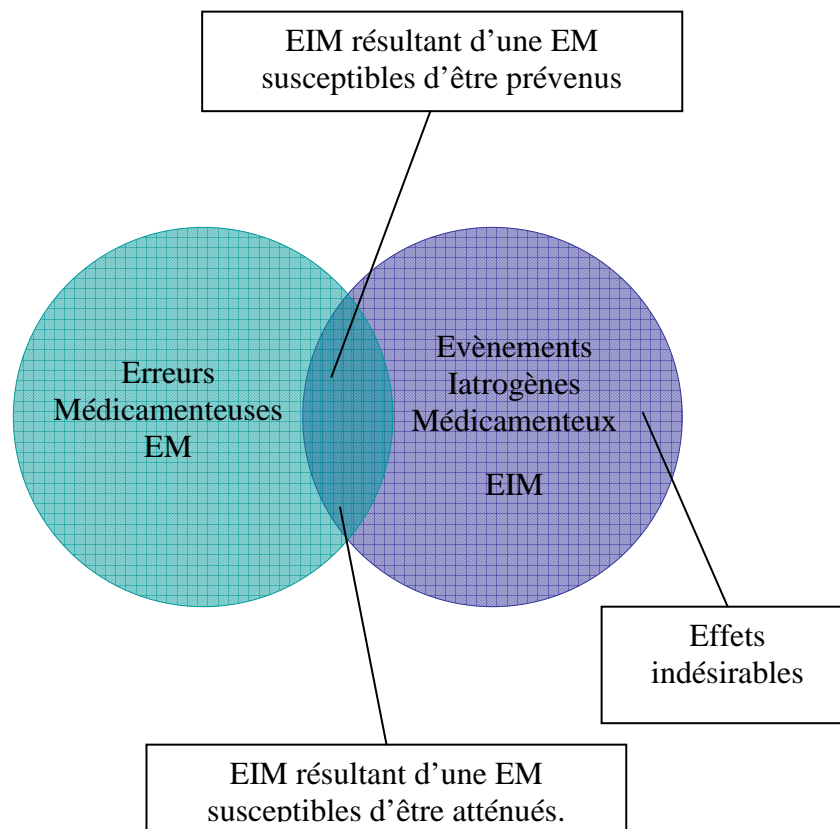 EIM résultant d’une EM
susceptibles d’être prévenus
Erreurs
Médicamenteuses
EM
Evènements
Iatrogènes
Médicamenteux
EIM
Effets
indésirables
EIM résultant d’une EM
susceptibles d’être atténués.